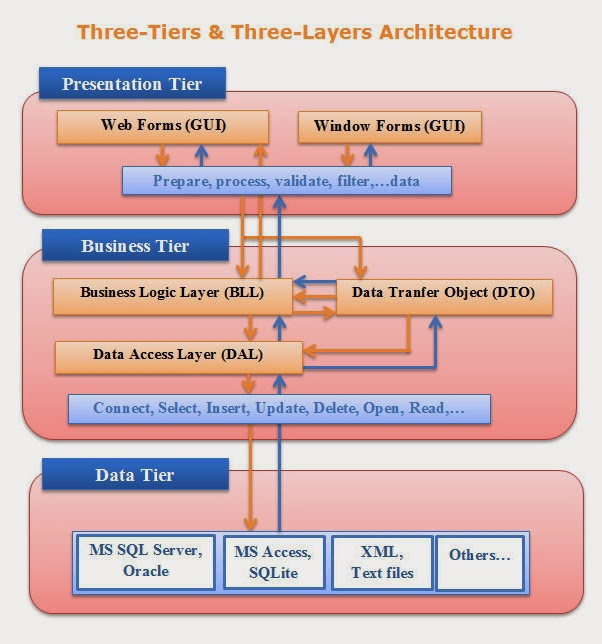 Three-Tiers & Three-Layers Architecture
Presentation Tier
Web Forms (GUI)
Window Forms (GUI)
Prepare, process, validate, filter,...data
Business Tier
Business Logic Layer (BLL)
Data Tranfer Object (DTO)
Data Access Layer (DAL)
Connect, Select, Insert, Update, Delete, Open, Read,...
Data Tier
MS SQL Server,
Oracle
MS Access,
SQLite
XML,
Text files
Others...